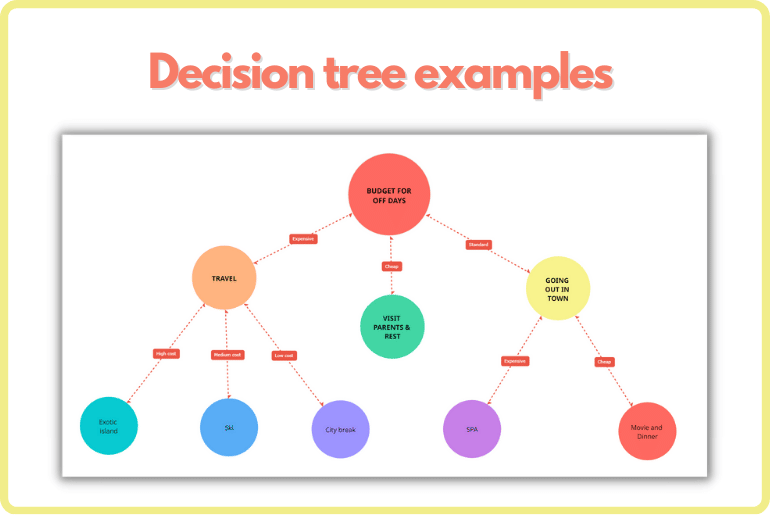 Decision tree examples
BUDGET FOR
OFF DAYS
Expensive
Cheap
Standard
TRAVEL
VISIT
PARENTS &
REST
GOING
OUT IN
TOWN
High cost
Medium cost
Low cost
Expensive
Cheap
Exotic
island
Ski
City break
SPA
Movie and
Dinner